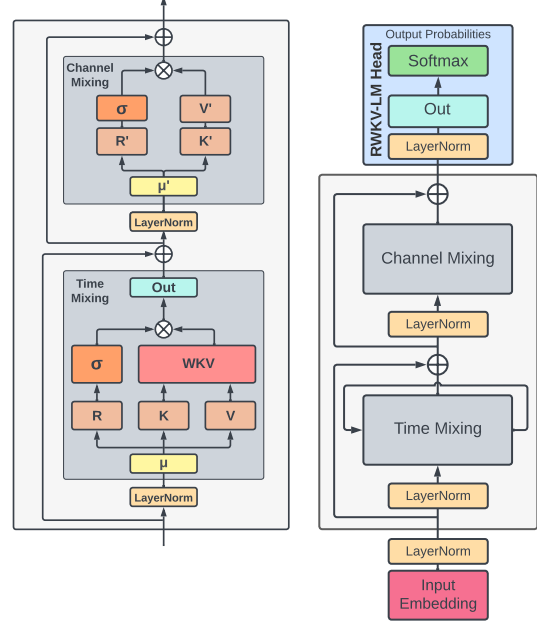 Channel
Mixing
σ
V'
R'
K'
μ'
LayerNorm
Time
Mixing
Out
σ
WKV
R
K
V
μ
LayerNorm
RWKV-LM Head
Output Probabilities
Softmax
Out
LayerNorm
Channel Mixing
LayerNorm
Time Mixing
LayerNorm
LayerNorm
Input
Embedding